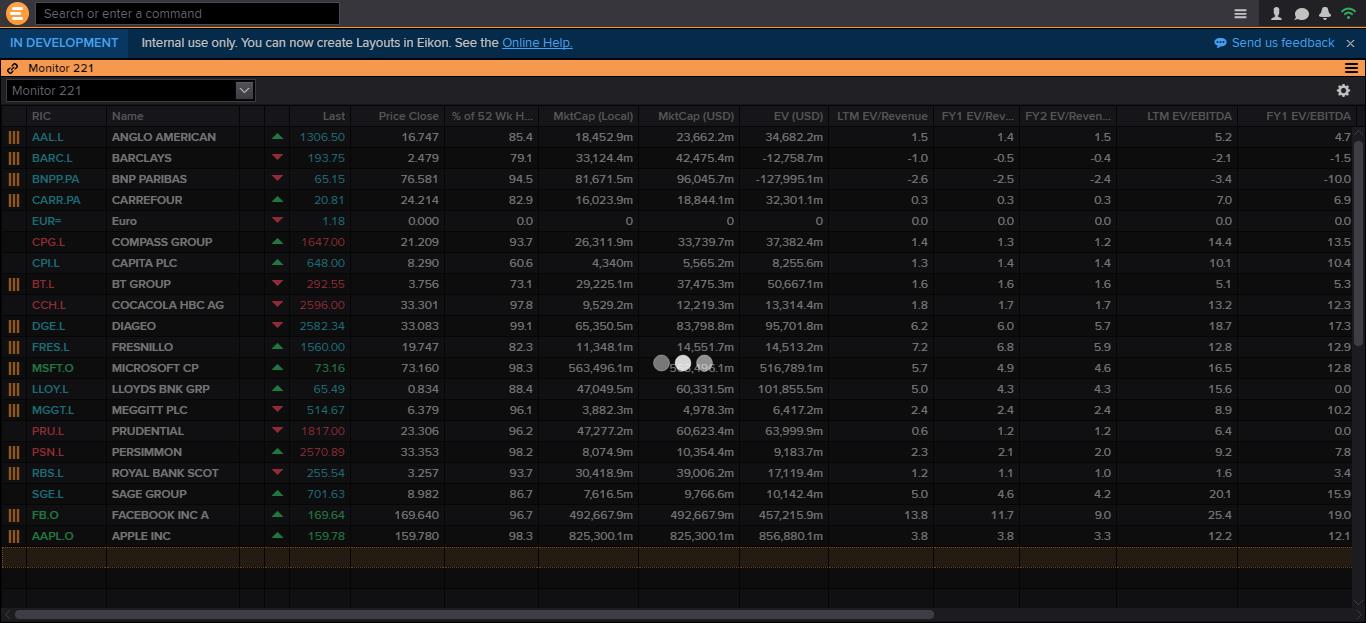 Search or enter a command
IN DEVELOPMENT Internal use only. You can now create Layouts in Eikon. See the Online Help. Send us feedback
Monitor 221
Monitor 221
RIC Name Last Price Close % of 52 Wk H... MktCap (Local) MktCap (USD) EV (USD) LTM EV/Revenue FY1 EV/Rev... FY2 EV/Reven... LTM EV/EBITDA FY1 EV/EBITDA
AAL.L ANGLO AMERICAN 1306.50 16.747 85.4 18,452.9m 23,662.2m 34,682.2m 1.5 1.4 1.5 5.2 4.7
BARC.L BARCLAYS 193.75 2.479 79.1 33,124.4m 42,475.4m -12,758.7m -1.0 -0.5 -0.4 -2.1 -1.5
BNPP.PA BNP PARIBAS 65.15 76.581 94.5 81,671.5m 96,045.7m -127,995.1m -2.6 -2.5 -2.4 -3.4 -10.0
CARR.PA CARREFOUR 20.81 24.214 82.9 16,023.9m 18,844.1m 32,301.1m 0.3 0.3 0.3 7.0 6.9
EUR= Euro 1.18 0.000 0.0 0 0 0 0.0 0.0 0.0 0.0 0.0
CPG.L COMPASS GROUP 1647.00 21.209 93.7 26,311.9m 33,739.7m 37,382.4m 1.4 1.3 1.2 14.4 13.5
CPI.L CAPITA PLC 648.00 8.290 60.6 4,340m 5,565.2m 8,255.6m 1.3 1.4 1.4 10.1 10.4
BT.L BT GROUP 292.55 3.756 73.1 29,225.1m 37,475.3m 50,667.1m 1.6 1.6 1.6 5.1 5.3
CCH.L COCACOLA HBC AG 2596.00 33.301 97.8 9,529.2m 12,219.3m 13,314.4m 1.8 1.7 1.7 13.2 12.3
DGE.L DIAGEO 2582.34 33.083 99.1 65,350.5m 83,798.8m 95,701.8m 6.2 6.0 5.7 18.7 17.3
FRES.L FRESNILLO 1560.00 19.747 82.3 11,348.1m 14,551.7m 14,513.2m 7.2 6.8 5.9 12.8 12.9
MSFT.O MICROSOFT CP 73.16 73.160 98.3 563,496.1m 563,496.1m 516,789.1m 5.7 4.9 4.6 16.5 12.8
LLOY.L LLOYDS BNK GRP 65.49 0.834 88.4 47,049.5m 60,331.5m 101,855.5m 5.0 4.3 4.3 15.6 0.0
MGGT.L MEGGITT PLC 514.67 6.379 96.1 3,882.3m 4,978.3m 6,417.2m 2.4 2.4 2.4 8.9 10.2
PRU.L PRUDENTIAL 1817.00 23.306 96.2 47,277.2m 60,623.4m 63,999.9m 0.6 1.2 1.2 6.4 0.0
PSN.L PERSIMMON 2570.89 33.353 98.2 8,074.9m 10,354.4m 9,183.7m 2.3 2.1 2.0 9.2 7.8
RBS.L ROYAL BANK SCOT 255.54 3.257 93.7 30,418.9m 39,006.2m 17,119.4m 1.2 1.1 1.0 1.6 3.4
SGE.L SAGE GROUP 701.63 8.982 86.7 7,616.5m 9,766.6m 10,142.4m 5.0 4.6 4.2 20.1 15.9
FB.O FACEBOOK INC A 169.64 169.640 96.7 492,667.9m 492,667.9m 457,215.9m 13.8 11.7 9.0 25.4 19.0
AAPL.O APPLE INC 159.78 159.780 98.3 825,300.1m 825,300.1m 856,880.1m 3.8 3.8 3.3 12.2 12.1